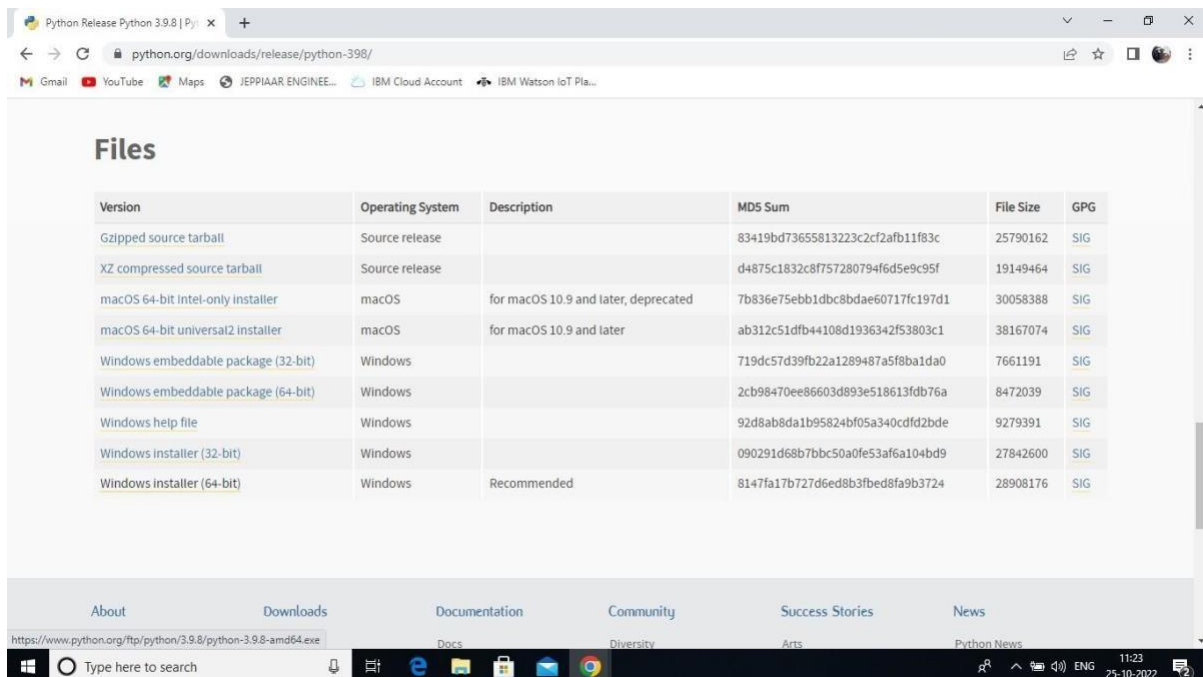 Python Release Python 3.9.8 | Pyt
python.org/downloads/release/python-398/
Gmail YouTube Maps JEPPIAAR ENGINEE... IBM Cloud Account IBM Watson IoT Pla...
Files
Version Operating System Description MD5 Sum File Size GPG
Gzipped source tarball Source release 83419bd73655813223c2cf2afb11f83c 25790162 SIG
XZ compressed source tarball Source release d4875c1832c8f757280794f6d5e9c95f 19149464 SIG
macOS 64-bit Intel-only installer macOS for macOS 10.9 and later, deprecated 7b836e75ebb1dbc8bdae60717fc197d1 30058388 SIG
macOS 64-bit universal2 installer macOS for macOS 10.9 and later ab312c51dfb44108d1936342f53803c1 38167074 SIG
Windows embeddable package (32-bit) Windows 719dc57d39fb22a1289487a5f8ba1da0 7661191 SIG
Windows embeddable package (64-bit) Windows 2cb98470ee86603d893e518613fdb76a 8472039 SIG
Windows help file Windows 92d8ab8da1b95824bf05a340cdfd2bde 9279391 SIG
Windows installer (32-bit) Windows 090291d68b7bbc50a0fe53af6a104bd9 27842600 SIG
Windows installer (64-bit) Windows Recommended 8147fa17b727d6ed8b3fbed8fa9b3724 28908176 SIG
About Downloads Documentation Community Success Stories News
https://www.python.org/ftp/python/3.9.8/python-3.9.8-amd64.exe Docs Diversity Arts Python News
Type here to search ENG 11:23
25-10-2022